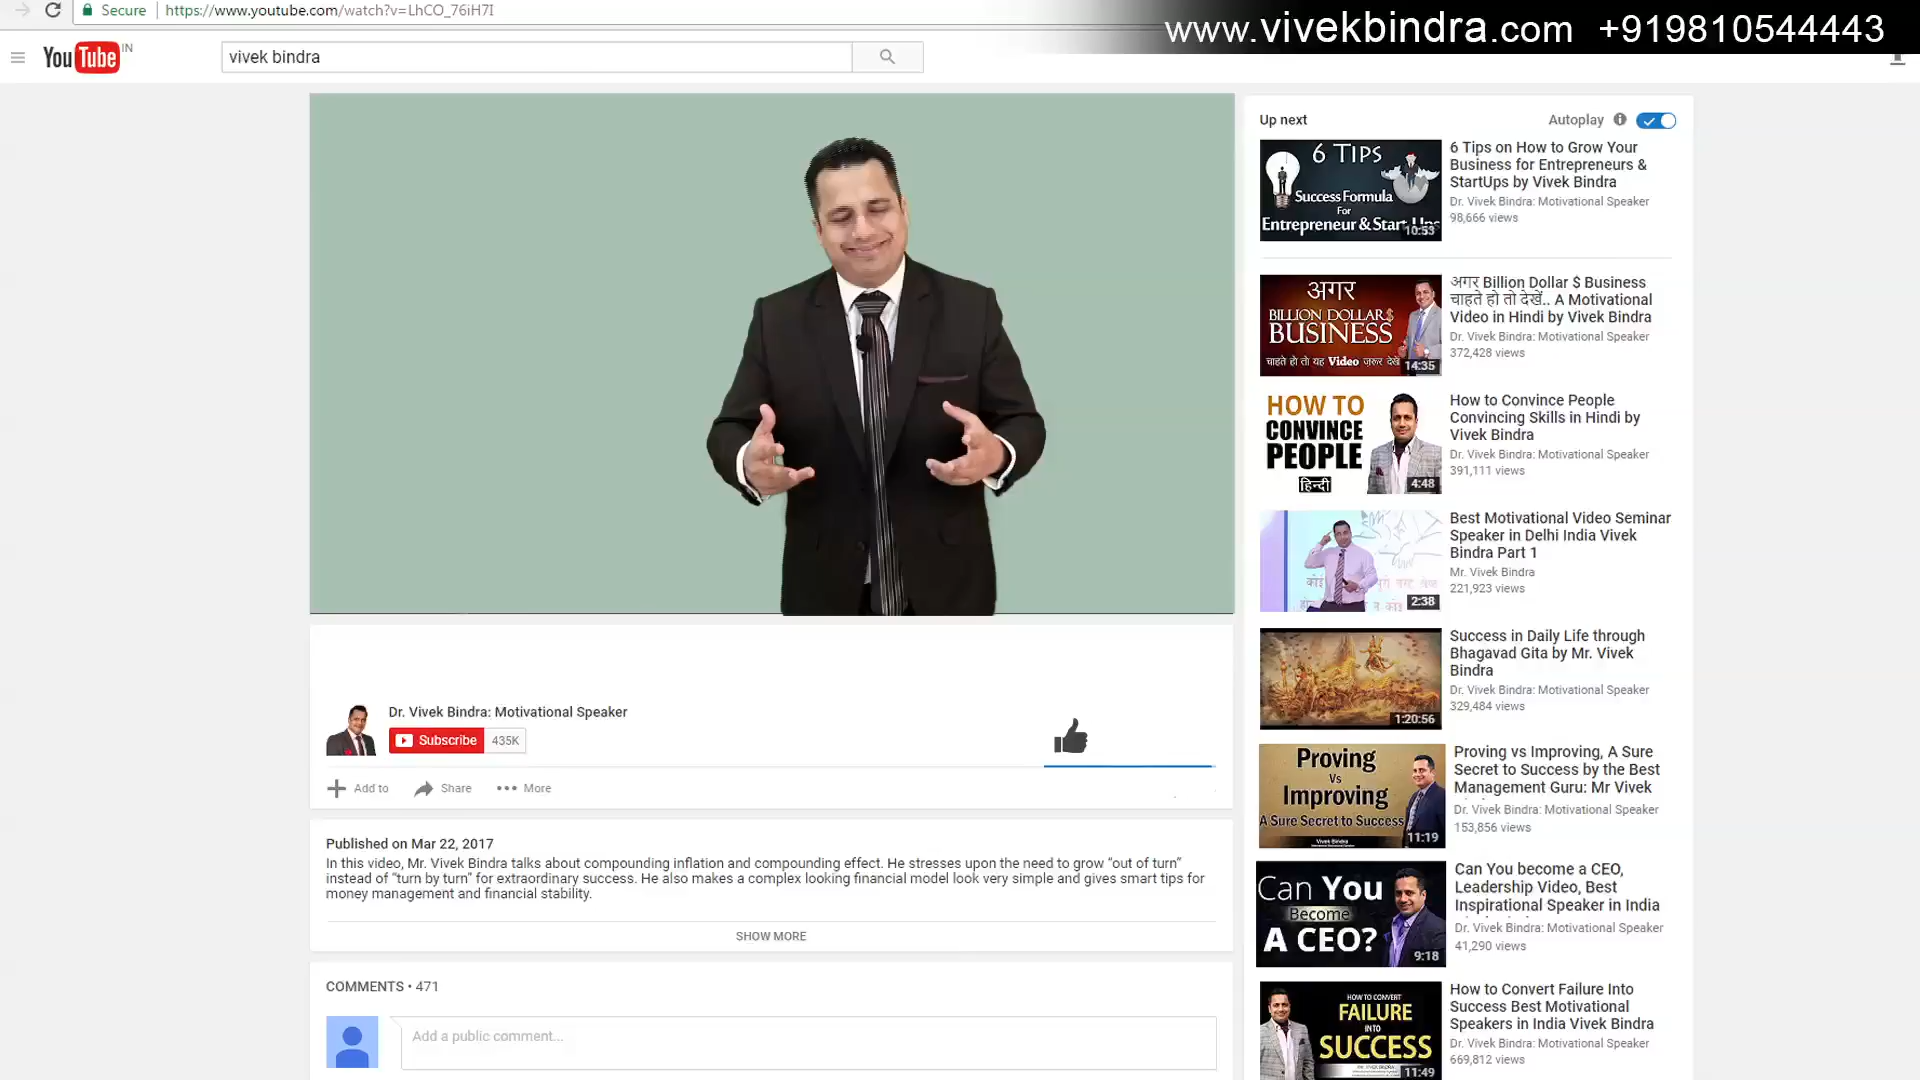 Secure
https://www.youtube.com/watch?v=LhCO_76iH7I
www.vivekbindra.com +919810544443
YouTube IN
vivek bindra
Up next
Autoplay
6 TIPS
Success Formula
For
Entrepreneur & Start Ups
10:53
6 Tips on How to Grow Your
Business for Entrepreneurs &
StartUps by Vivek Bindra
Dr. Vivek Bindra: Motivational Speaker
98,666 views
अगर
BILLION DOLLAR$
BUSINESS
चाहते हो तो यह Video ज़रूर देखें
14:35
अगर Billion Dollar $ Business
चाहते हो तो देखें.. A Motivational
Video in Hindi by Vivek Bindra
Dr. Vivek Bindra: Motivational Speaker
372,428 views
HOW TO
CONVINCE
PEOPLE
हिन्दी
4:48
How to Convince People
Convincing Skills in Hindi by
Vivek Bindra
Dr. Vivek Bindra: Motivational Speaker
391,111 views
2:38
Best Motivational Video Seminar
Speaker in Delhi India Vivek
Bindra Part 1
Mr. Vivek Bindra
221,923 views
1:20:56
Success in Daily Life through
Bhagavad Gita by Mr. Vivek
Bindra
Dr. Vivek Bindra: Motivational Speaker
329,484 views
Proving
Vs
Improving
A Sure Secret to Success
Vivek Bindra
11:19
Proving vs Improving, A Sure
Secret to Success by the Best
Management Guru: Mr Vivek
Dr. Vivek Bindra: Motivational Speaker
153,856 views
Can You
Become
A CEO?
9:18
Can You become a CEO,
Leadership Video, Best
Inspirational Speaker in India
Dr. Vivek Bindra: Motivational Speaker
41,290 views
HOW TO CONVERT
FAILURE
INTO
SUCCESS
11:49
How to Convert Failure Into
Success Best Motivational
Speakers in India Vivek Bindra
Dr. Vivek Bindra: Motivational Speaker
669,812 views
Dr. Vivek Bindra: Motivational Speaker
Subscribe 435K
Add to Share More
Published on Mar 22, 2017
In this video, Mr. Vivek Bindra talks about compounding inflation and compounding effect. He stresses upon the need to grow “out of turn”
instead of “turn by turn” for extraordinary success. He also makes a complex looking financial model look very simple and gives smart tips for
money management and financial stability.
SHOW MORE
COMMENTS • 471
Add a public comment...